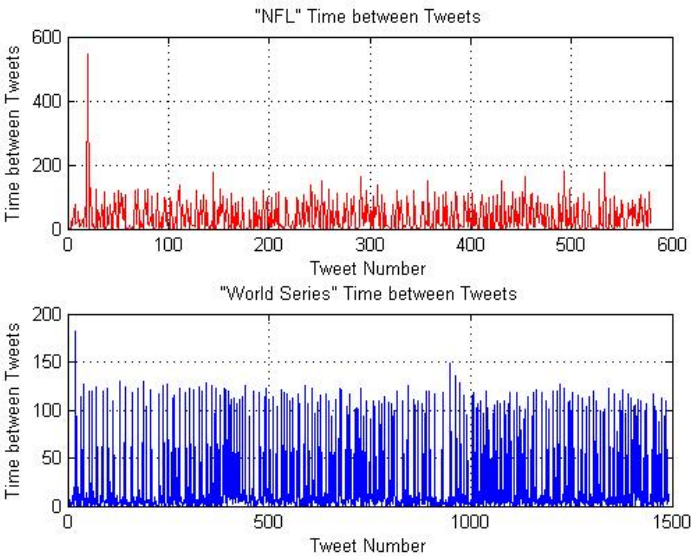 "NFL" Time between Tweets
600
400
200
0
Time between Tweets
0 100 200 300 400 500 600
Tweet Number
"World Series" Time between Tweets
200
150
100
50
0
Time between Tweets
0 500 1000 1500
Tweet Number